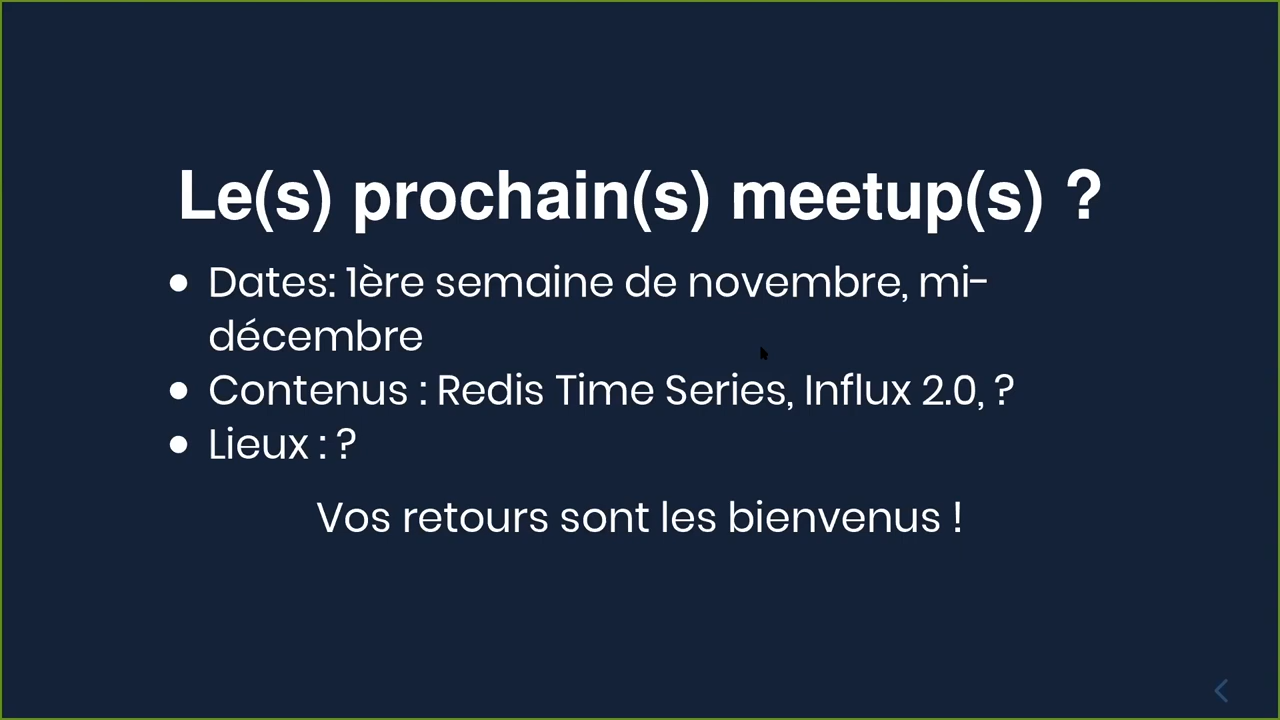 Le(s) prochain(s) meetup(s) ?
Dates: 1ère semaine de novembre, mi-
décembre
Contenus : Redis Time Series, Influx 2.0, ?
Lieux : ?
Vos retours sont les bienvenus !